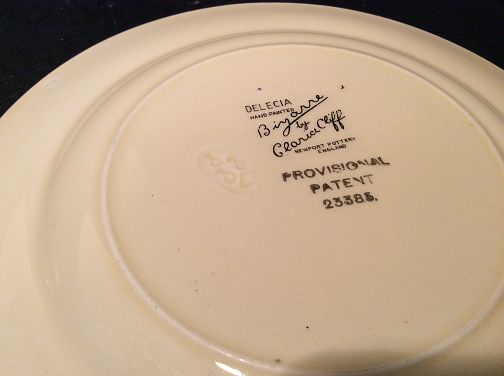 DELECIA
HAND PAINTED
Bizarre
by
Clarice Cliff
NEWPORT POTTERY
ENGLAND
PROVISIONAL
PATENT
23385.